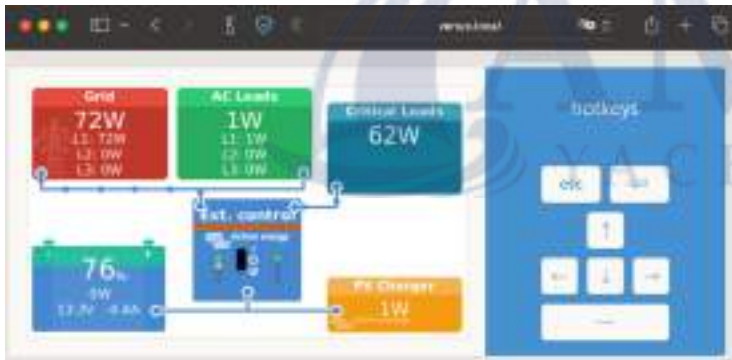 venus.local
Grid
72W
L1: 72W
L2: 0W
L3: 0W
AC Loads
1W
L1: 1W
L2: 0W
L3: 0W
Critical Loads
62W
hotkeys
esc
Ext. control
76%
-0W
PV Charger
1W